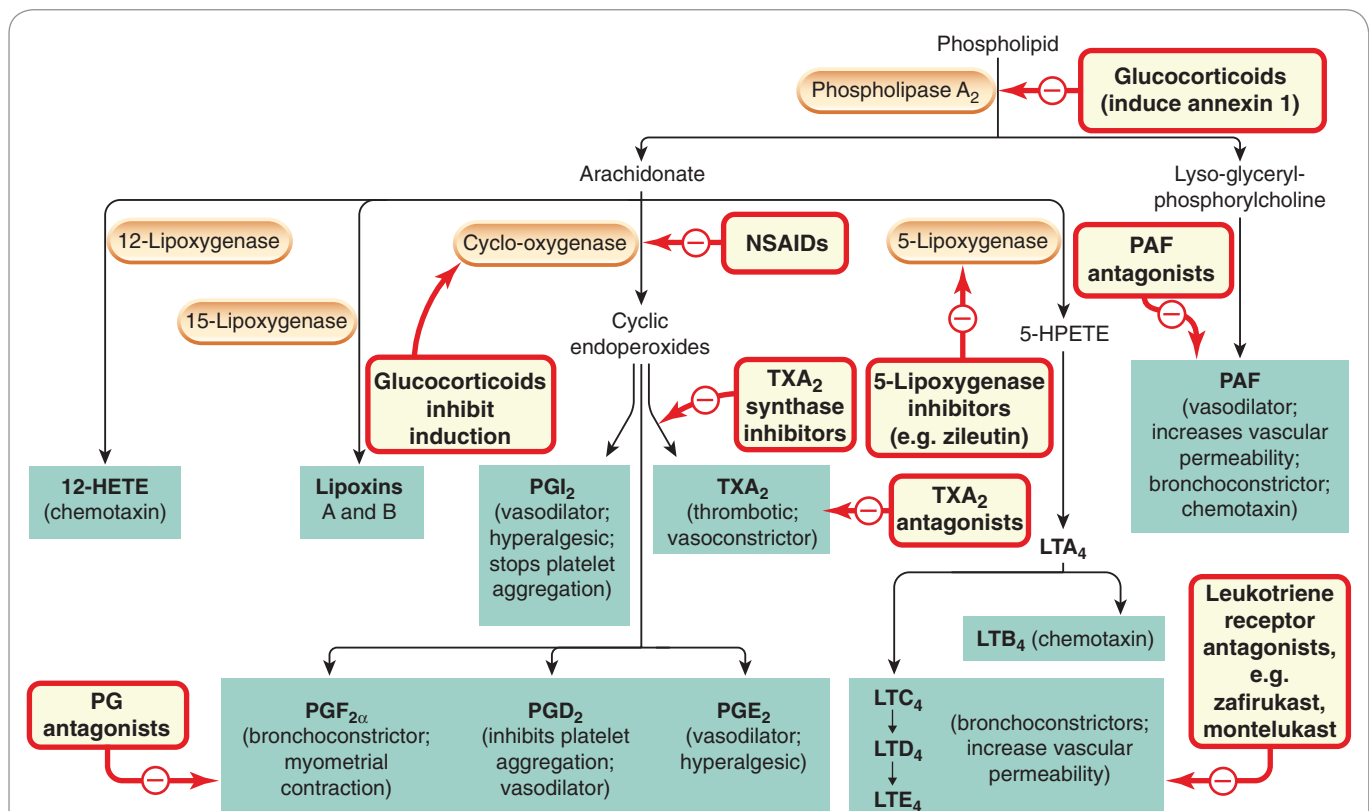 Phospholipid
Phospholipase A₂
Glucocorticoids
(induce annexin 1)
Arachidonate
Lyso-glyceryl-
phosphorylcholine
12-Lipoxygenase
Cyclo-oxygenase
NSAIDs
5-Lipoxygenase
PAF
antagonists
15-Lipoxygenase
Cyclic
endoperoxides
5-HPETE
Glucocorticoids
inhibit
induction
TXA₂
synthase
inhibitors
5-Lipoxygenase
inhibitors
(e.g. zileutin)
PAF
(vasodilator;
increases vascular
permeability;
bronchoconstrictor;
chemotaxin)
12-HETE
(chemotaxin)
Lipoxins
A and B
PGI₂
(vasodilator;
hyperalgesic;
stops platelet
aggregation)
TXA₂
(thrombotic;
vasoconstrictor)
TXA₂
antagonists
LTA₄
LTB₄ (chemotaxin)
Leukotriene
receptor
antagonists,
e.g.
zafirukast,
montelukast
PG
antagonists
PGF₂α
(bronchoconstrictor;
myometrial
contraction)
PGD₂
(inhibits platelet
aggregation;
vasodilator)
PGE₂
(vasodilator;
hyperalgesic)
LTC₄
LTD₄
LTE₄
(bronchoconstrictors;
increase vascular
permeability)